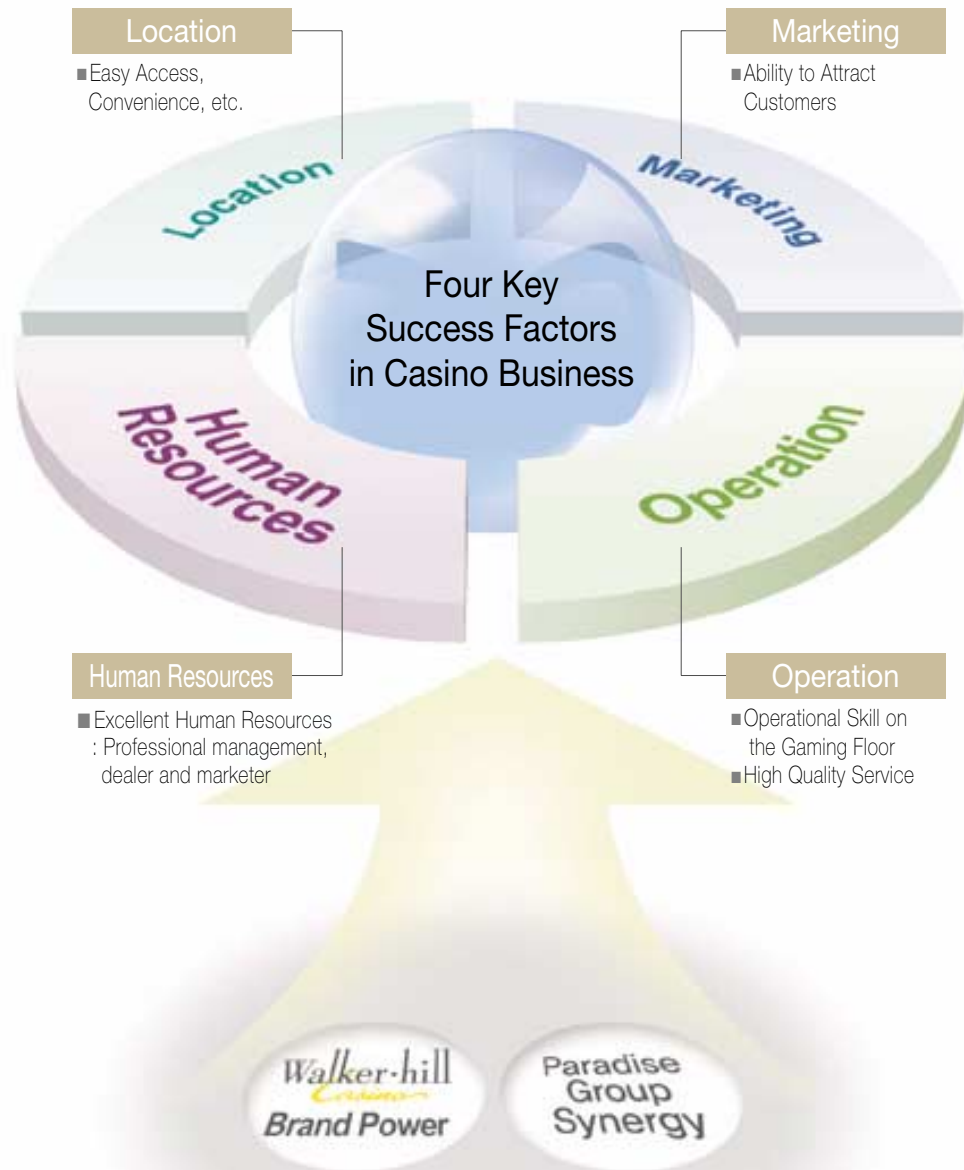 Location
■Easy Access,
Convenience, etc.
Marketing
■Ability to Attract
Customers
Location
Marketing
Four Key
Success Factors
in Casino Business
Human
Resources
Operation
Human Resources
■Excellent Human Resources
: Professional management,
dealer and marketer
Operation
■Operational Skill on
the Gaming Floor
■High Quality Service
Walker·hill
Casino
Brand Power
Paradise
Group
Synergy